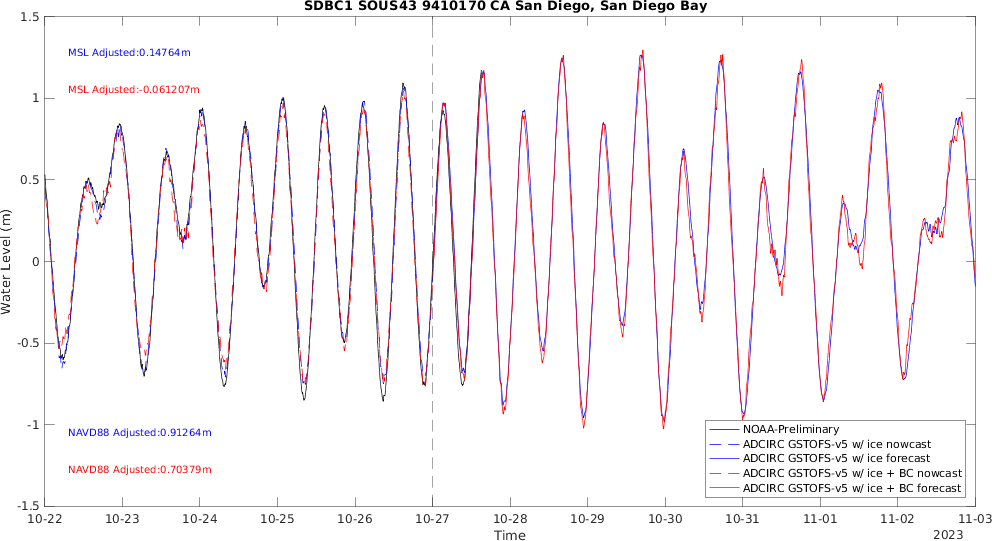 SDBC1 SOUS43 9410170 CA San Diego, San Diego Bay
MSL Adjusted:0.14764m
MSL Adjusted:-0.061207m
NAVD88 Adjusted:0.91264m
NAVD88 Adjusted:0.70379m
Water Level (m)
1.5
1
0.5
0
-0.5
-1
-1.5
NOAA-Preliminary
ADCIRC GSTOFS-v5 w/ ice nowcast
ADCIRC GSTOFS-v5 w/ ice forecast
ADCIRC GSTOFS-v5 w/ ice + BC nowcast
ADCIRC GSTOFS-v5 w/ ice + BC forecast
10-22 10-23 10-24 10-25 10-26 10-27 10-28 10-29 10-30 10-31 11-01 11-02 11-03
Time
2023